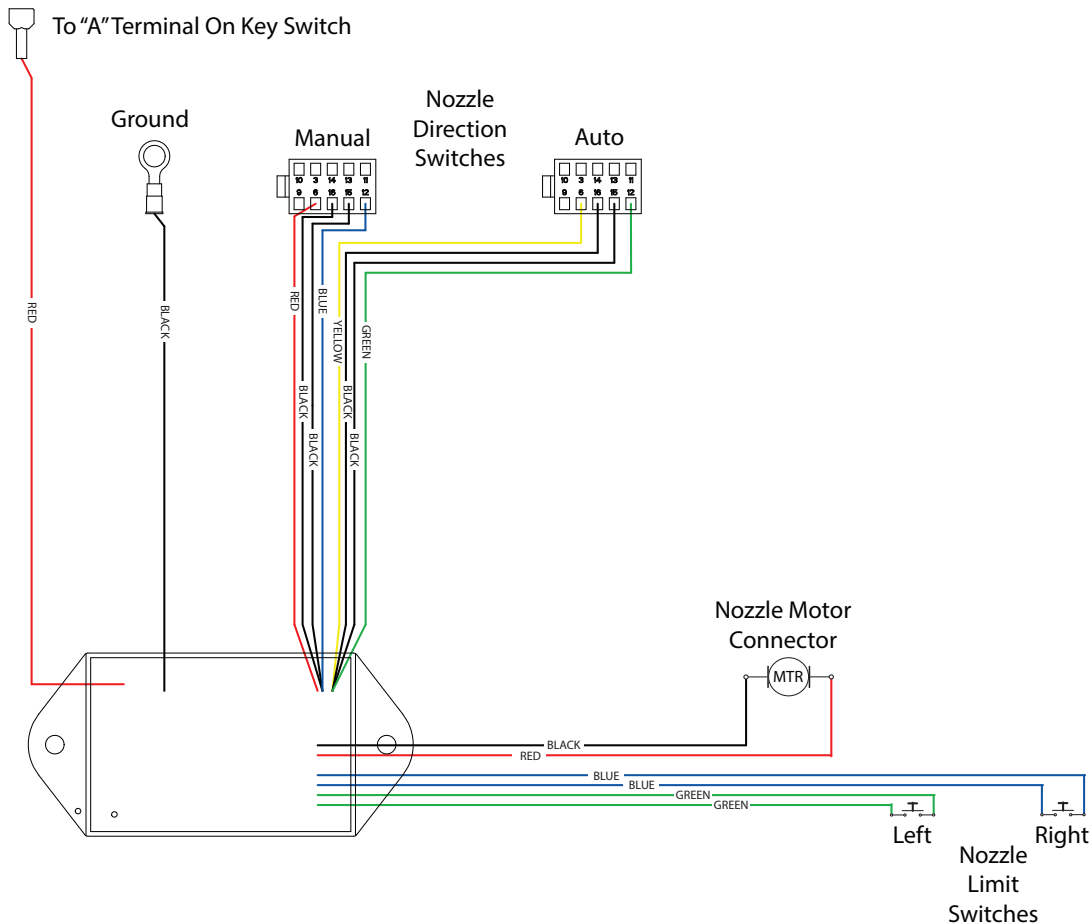 To “A” Terminal On Key Switch
Ground
Manual
Nozzle
Direction
Switches
Auto
10 3 14 13 11
9 6 16 15 12
10 3 14 13 11
9 6 16 15 12
RED
BLACK
RED
BLUE
YELLOW
GREEN
BLACK
BLACK
BLACK
BLACK
Nozzle Motor
Connector
MTR
BLACK
RED
BLUE
BLUE
GREEN
GREEN
Left
Right
Nozzle
Limit
Switches